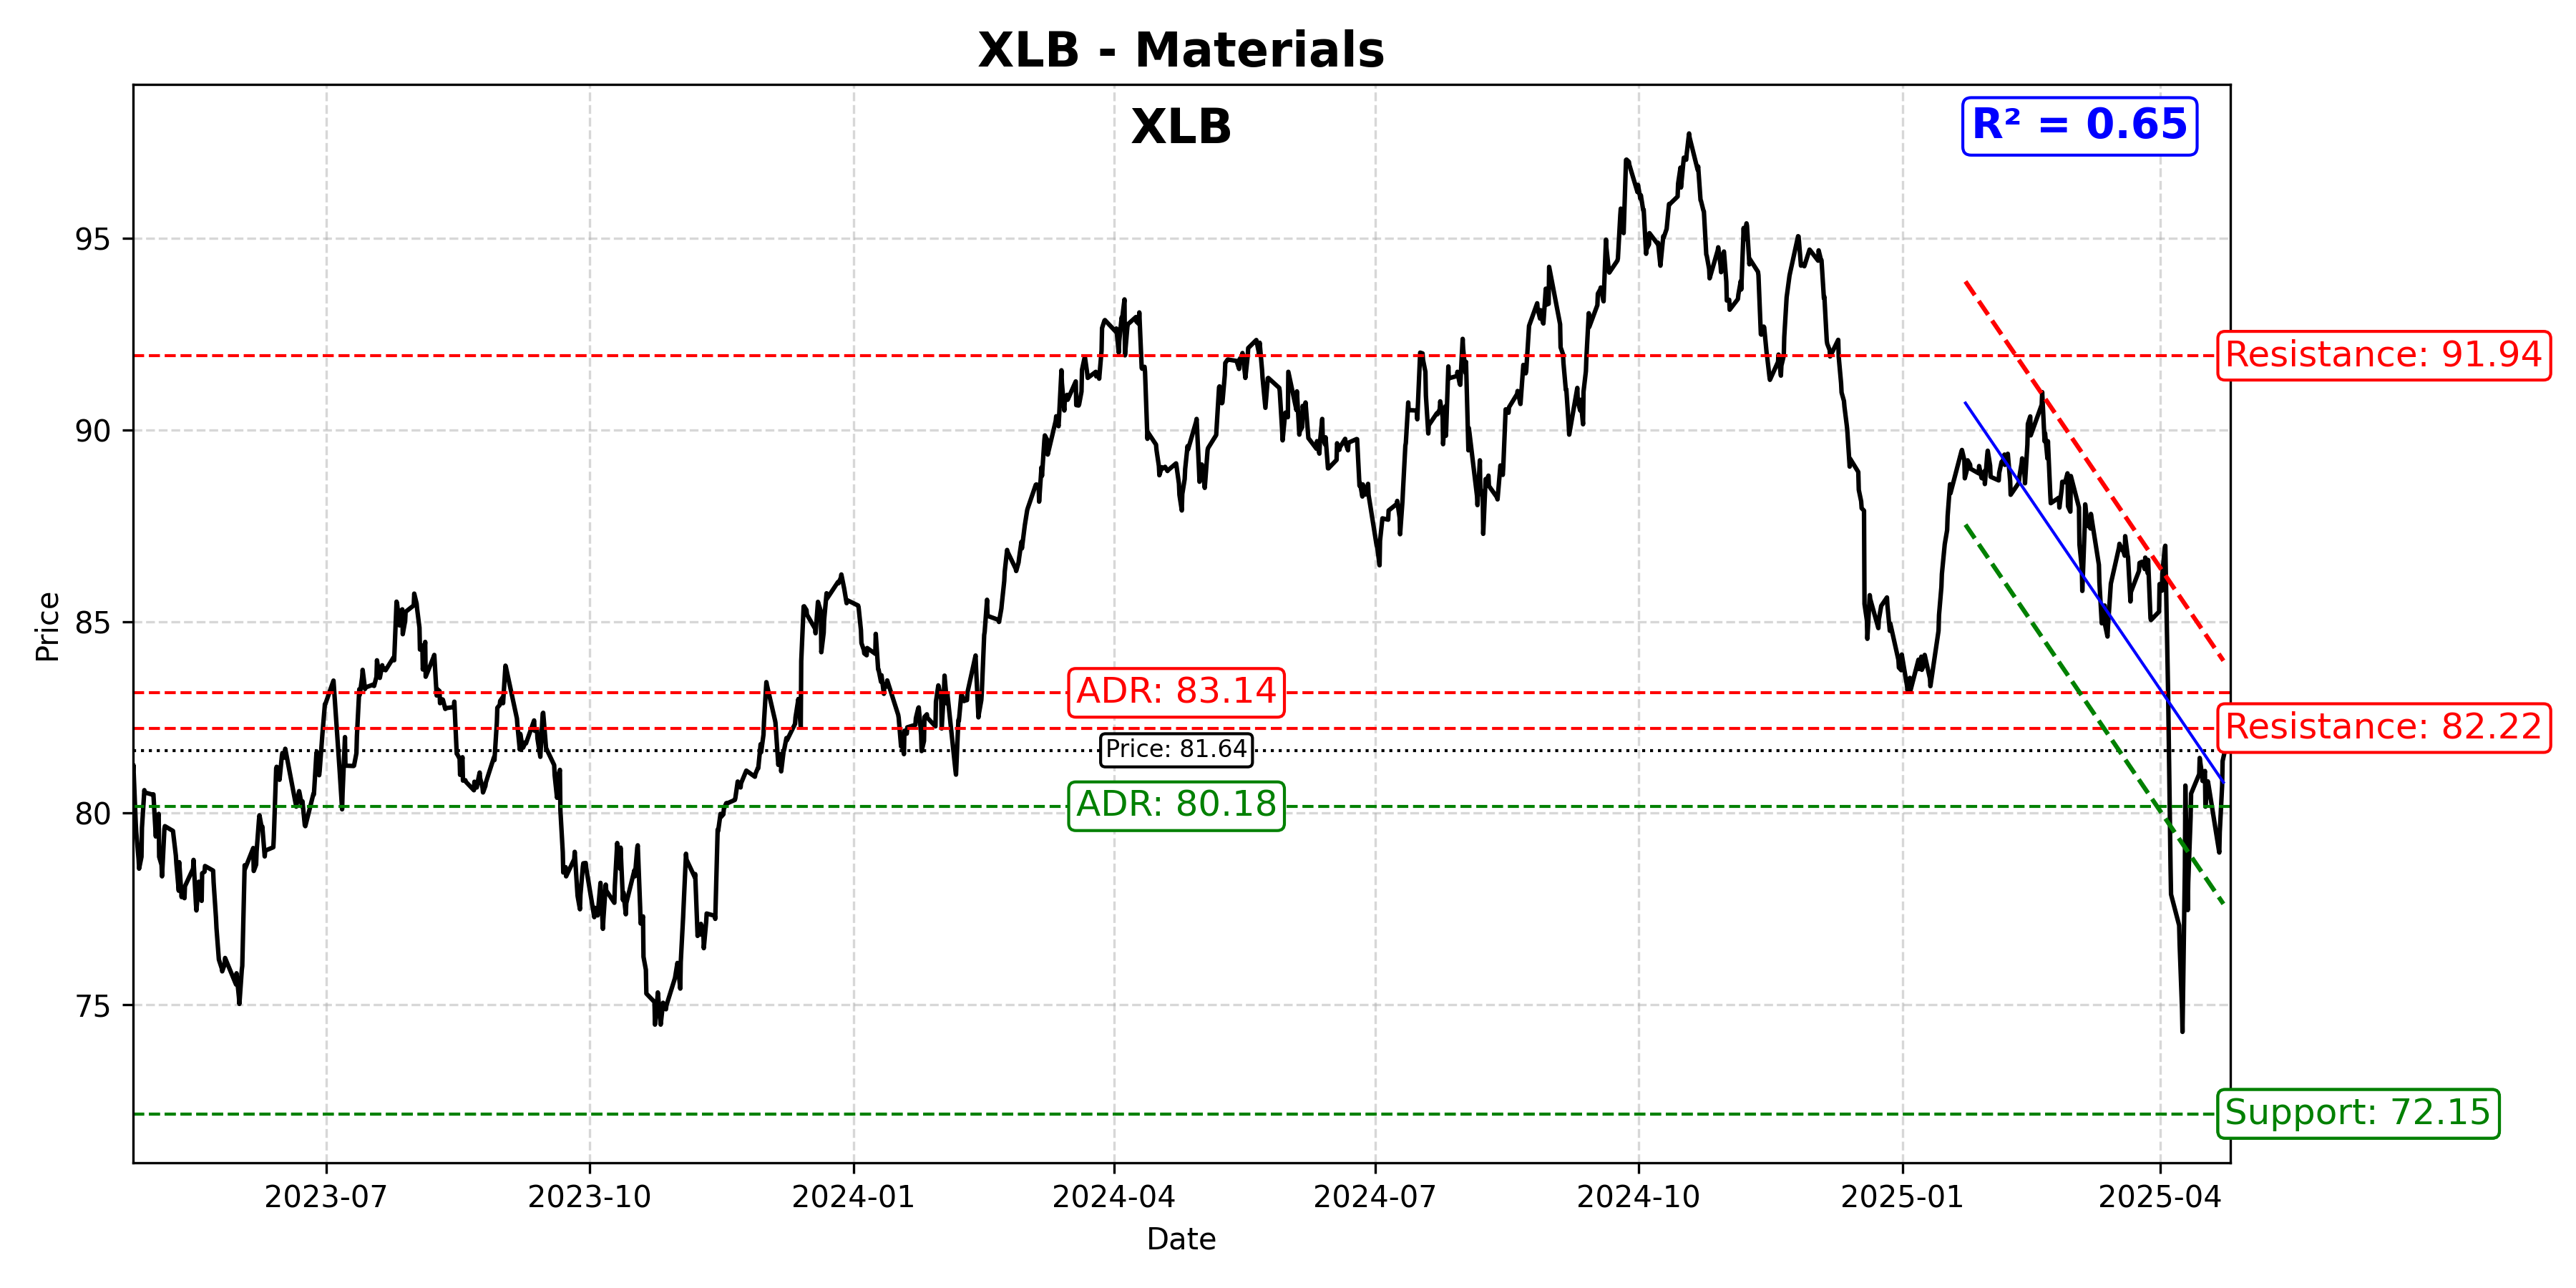 XLB - Materials
XLB
R² = 0.65
95
90
85
80
75
Price
Resistance: 91.94
ADR: 83.14
Resistance: 82.22
Price: 81.64
ADR: 80.18
Support: 72.15
2023-07
2023-10
2024-01
2024-04
2024-07
2024-10
2025-01
2025-04
Date